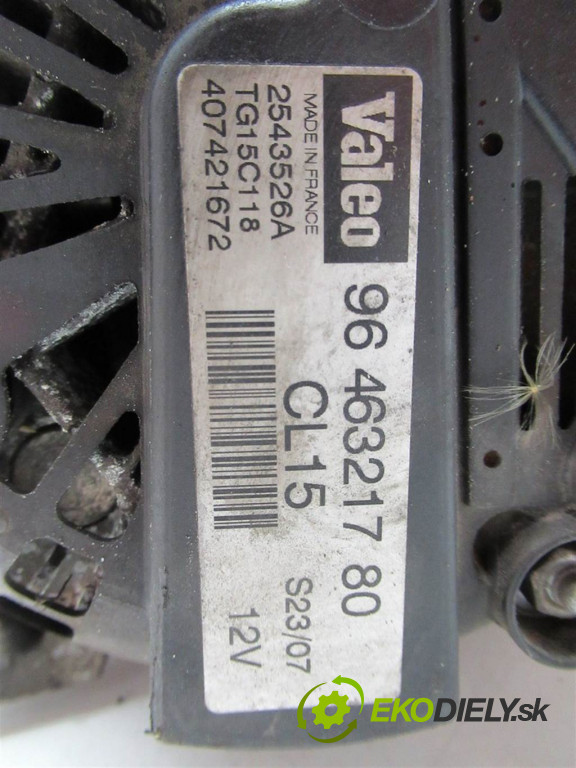 Valeo
MADE IN FRANCE
2543526A
TG15C118
407421672
96 463217 80
CL15
S23/07
12V
EKODIELY.sk